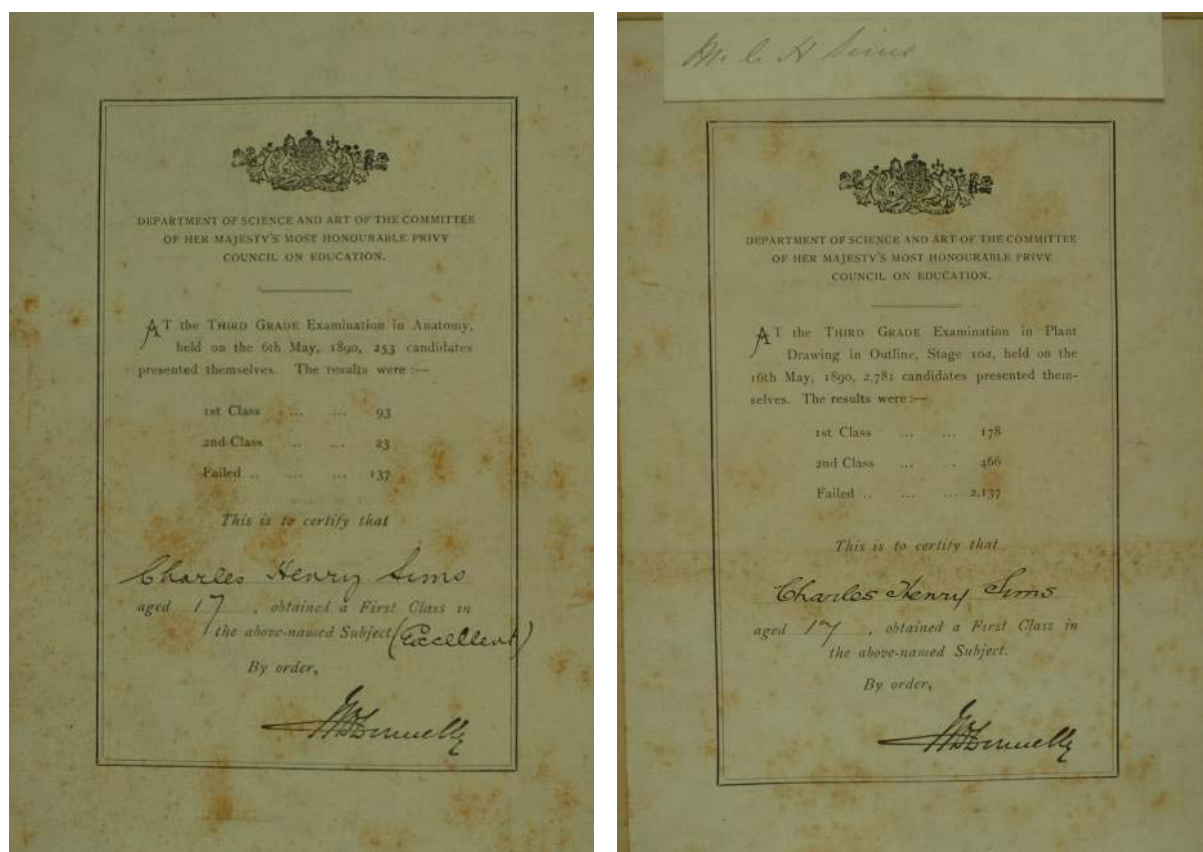 DEPARTMENT OF SCIENCE AND ART OF THE COMMITTEE
OF HER MAJESTY'S MOST HONOURABLE PRIVY
COUNCIL ON EDUCATION.
AT the THIRD GRADE Examination in Anatomy,
held on the 6th May, 1890, 253 candidates
presented themselves. The results were :—
1st Class ... ... 93
2nd Class ... ... 23
Failed .. ... ... 137
This is to certify that
Charles Henry Sims
aged 17, obtained a First Class in
the above-named Subject (Excellent)
By order,
Mr C H Sims
DEPARTMENT OF SCIENCE AND ART OF THE COMMITTEE
OF HER MAJESTY'S MOST HONOURABLE PRIVY
COUNCIL ON EDUCATION.
AT the THIRD GRADE Examination in Plant
Drawing in Outline, Stage 10a, held on the
16th May, 1890, 2,781 candidates presented them-
selves. The results were :—
1st Class ... ... 178
2nd Class ... . 466
Failed .. ... ... 2,137
This is to certify that
Charles Henry Sims
aged 17, obtained a First Class in
the above-named Subject.
By order,